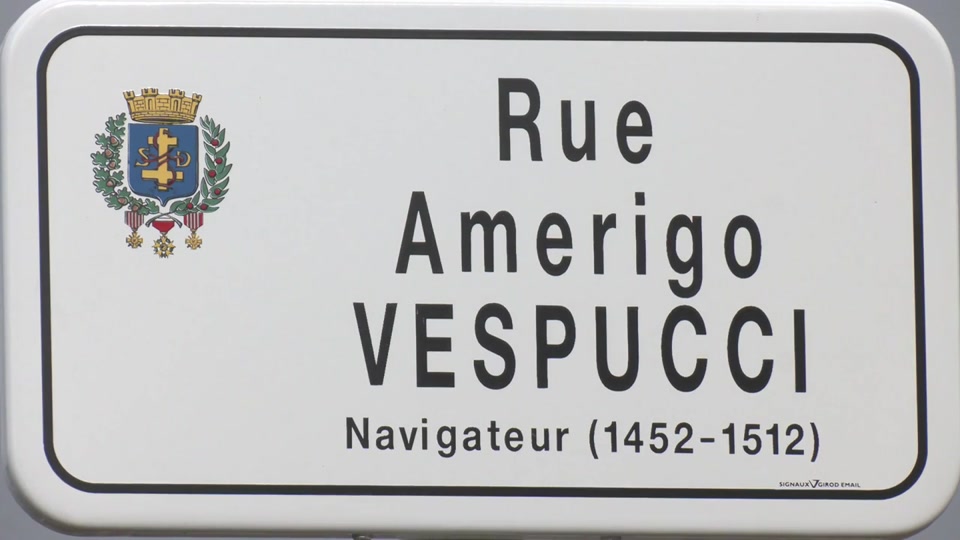 Rue
Amerigo
VESPUCCI
Navigateur (1452-1512)
S D
SIGNAUX GIROD EMAIL